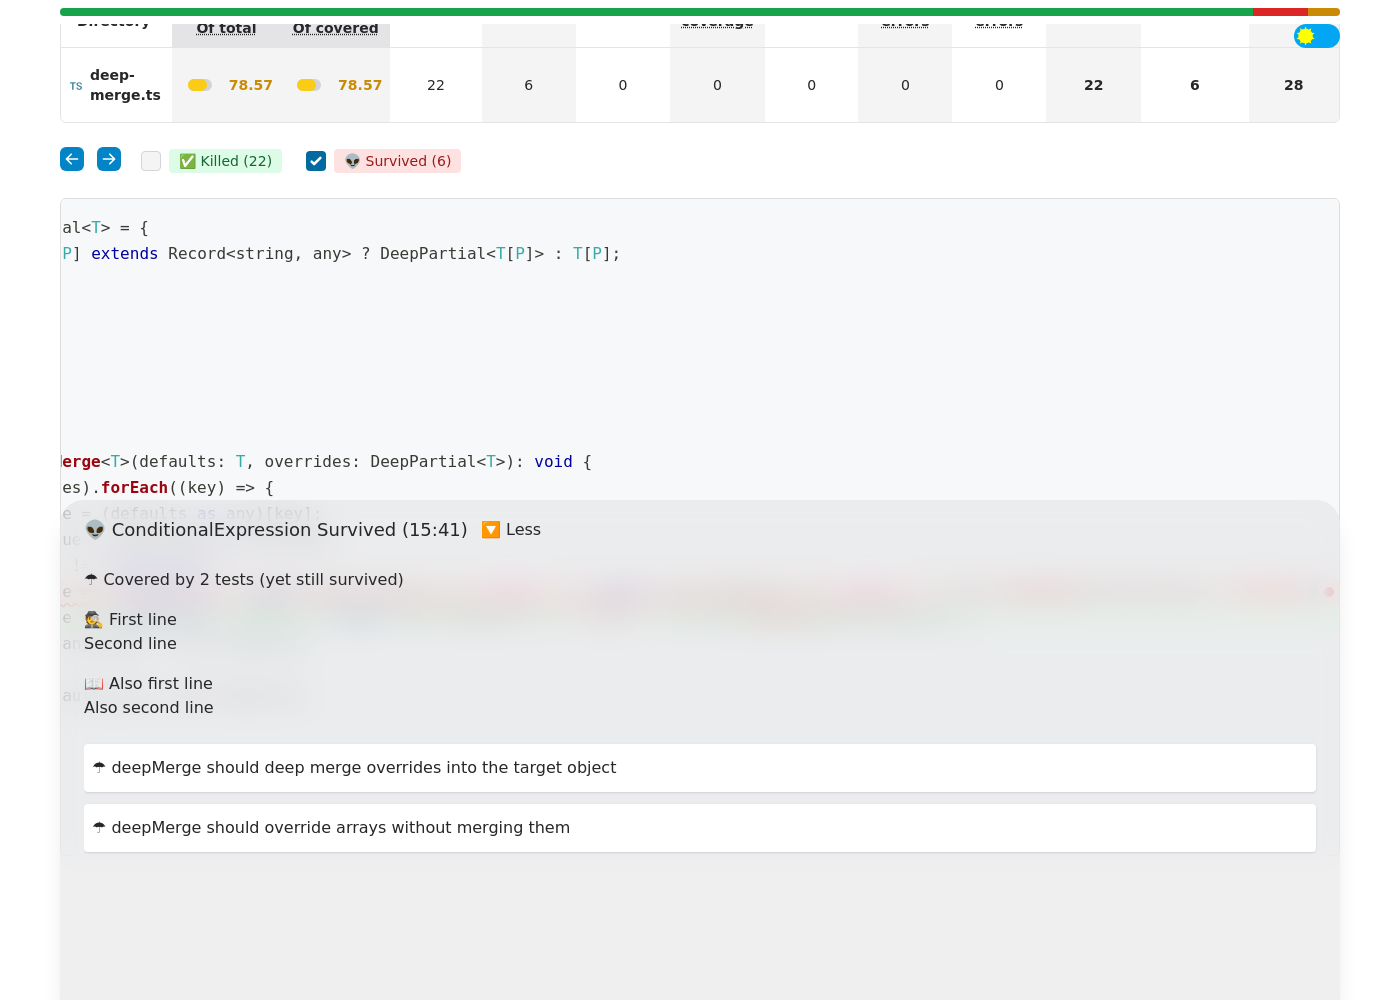 Directory Of total Of covered coverage errors errors
TS deep-merge.ts 78.57 78.57 22 6 0 0 0 0 0 22 6 28
✅ Killed (22) 👽 Survived (6)
al<T> = {
P] extends Record<string, any> ? DeepPartial<T[P]> : T[P];
erge<T>(defaults: T, overrides: DeepPartial<T>): void {
es).forEach((key) => {
e = (defaults as any)[key];
👽 ConditionalExpression Survived (15:41) 🔽 Less
☂ Covered by 2 tests (yet still survived)
🕵 First line
Second line
📖 Also first line
Also second line
☂ deepMerge should deep merge overrides into the target object
☂ deepMerge should override arrays without merging them